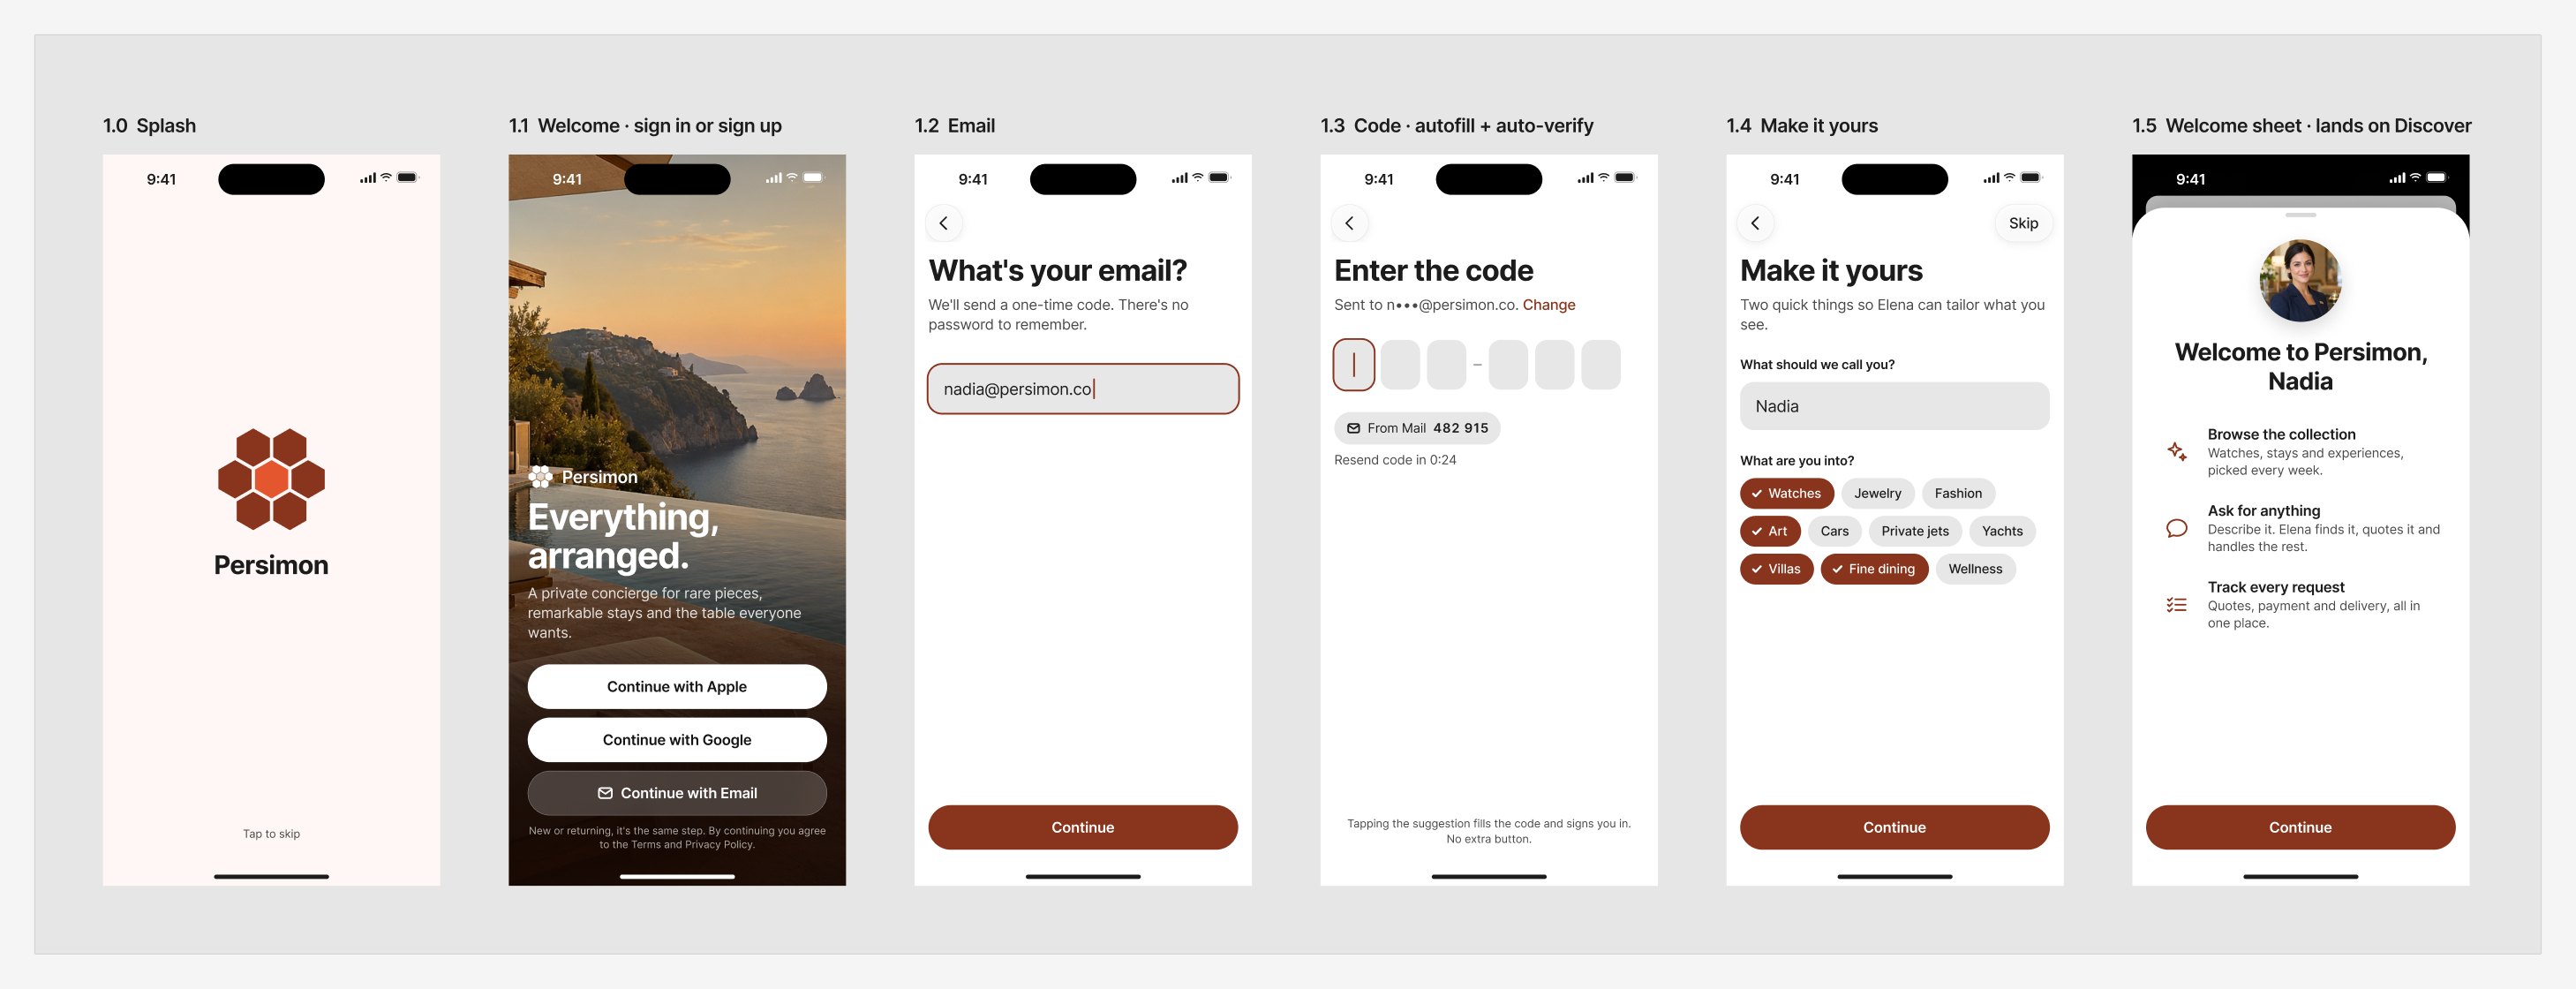 1.0 Splash
9:41
Persimon
Tap to skip
1.1 Welcome · sign in or sign up
9:41
Persimon
Everything,
arranged.
A private concierge for rare pieces,
remarkable stays and the table everyone
wants.
Continue with Apple
Continue with Google
Continue with Email
New or returning, it's the same step. By continuing you agree
to the Terms and Privacy Policy.
1.2 Email
9:41
What's your email?
We'll send a one-time code. There's no
password to remember.
nadia@persimon.co
Continue
1.3 Code · autofill + auto-verify
9:41
Enter the code
Sent to n•••@persimon.co. Change
–
From Mail 482 915
Resend code in 0:24
Tapping the suggestion fills the code and signs you in.
No extra button.
1.4 Make it yours
9:41
Skip
Make it yours
Two quick things so Elena can tailor what you
see.
What should we call you?
Nadia
What are you into?
Watches Jewelry Fashion
Art Cars Private jets Yachts
Villas Fine dining Wellness
Continue
1.5 Welcome sheet · lands on Discover
9:41
Welcome to Persimon,
Nadia
Browse the collection
Watches, stays and experiences,
picked every week.
Ask for anything
Describe it. Elena finds it, quotes it and
handles the rest.
Track every request
Quotes, payment and delivery, all in
one place.
Continue